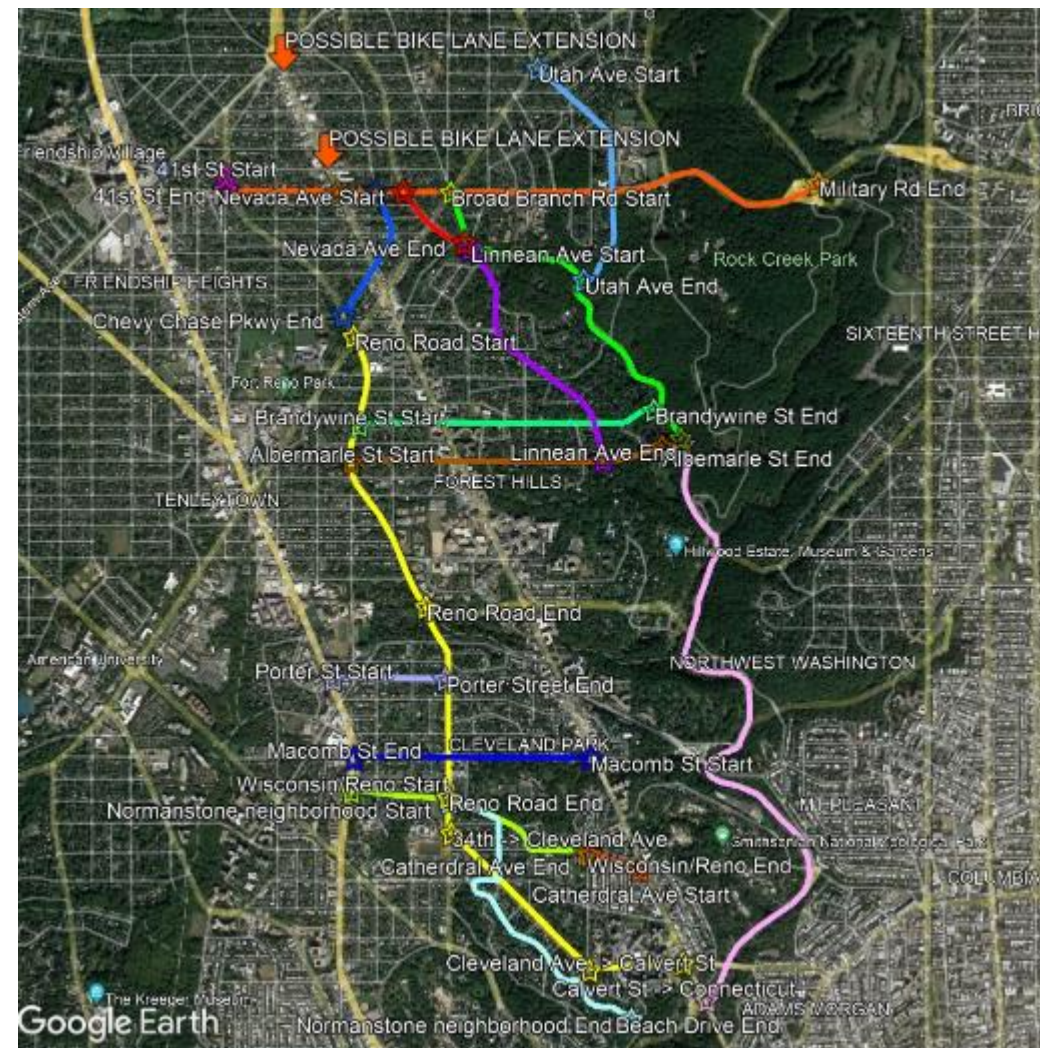 POSSIBLE BIKE LANE EXTENSION
Utah Ave Start
POSSIBLE BIKE LANE EXTENSION
riendship Village
41st St Start
41st St End
Nevada Ave Start
Broad Branch Rd Start
Military Rd End
Nevada Ave End
Linnean Ave Start
Rock Creek Park
FRIENDSHIP HEIGHTS
Utah Ave End
Chevy Chase Pkwy End
Reno Road Start
SIXTEENTH STREET H
Fort Reno Park
Brandywine St Start
Brandywine St End
Albermarle St Start
Linnean Ave End
Albemarle St End
FOREST HILLS
TENLEYTOWN
Hillwood Estate, Museum & Gardens
Reno Road End
American University
Porter St Start
Porter Street End
NORTHWEST WASHINGTON
Macomb St End
CLEVELAND PARK
Macomb St Start
Wisconsin/Reno Start
Normanstone neighborhood Start
Reno Road End
MT PLEASANT
34th -> Cleveland Ave
Smithsonian National Zoological Park
Catherdral Ave End
Wisconsin/Reno End
COLUMBIA
Catherdral Ave Start
Cleveland Ave -> Calvert St
Calvert St -> Connecticut
The Kreeger Museum
ADAMS MORGAN
Google Earth
Normanstone neighborhood End
Beach Drive End